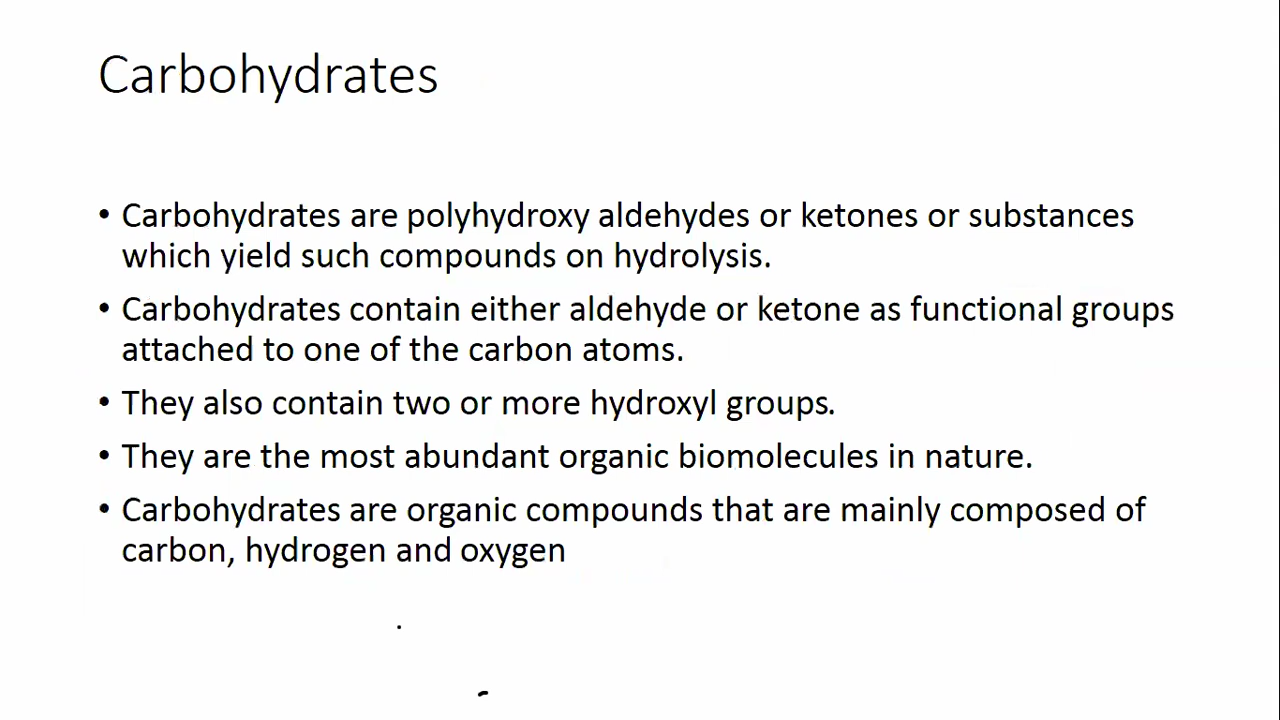 Carbohydrates
• Carbohydrates are polyhydroxy aldehydes or ketones or substances
which yield such compounds on hydrolysis.
• Carbohydrates contain either aldehyde or ketone as functional groups
attached to one of the carbon atoms.
• They also contain two or more hydroxyl groups.
• They are the most abundant organic biomolecules in nature.
• Carbohydrates are organic compounds that are mainly composed of
carbon, hydrogen and oxygen